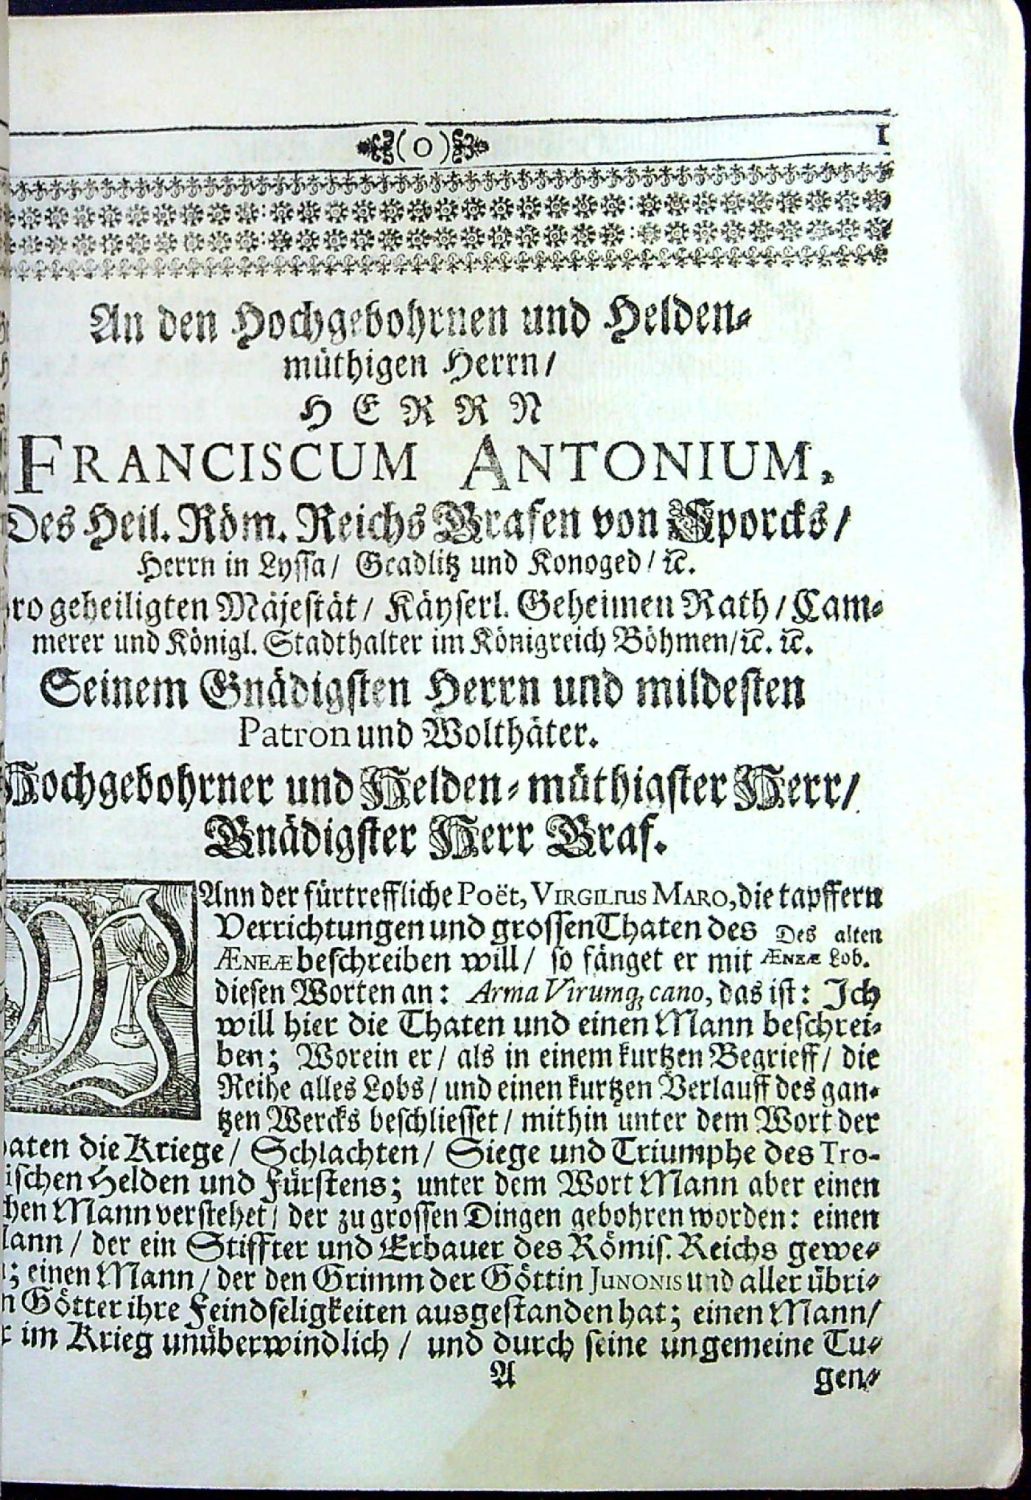 ( O ) 1
An den Hochgebohrnen und Helden-
müthigen Herrn/
HERRN
FRANCISCUM ANTONIUM,
Des Heil. Röm. Reichs Grafen von Sporcks/
Herrn in Lyssa/ Gradlitz und Konoged/ ꝛc.
ro geheiligten Mäjestät/ Käyserl. Geheimen Rath/ Cam-
merer und Königl. Stadthalter im Königreich Böhmen/ꝛc. ꝛc.
Seinem Gnädigsten Herrn und mildesten
Patron und Wolthäter.
Hochgebohrner und Helden-müthigster Herr/
Gnädigster Herr Graf.
WAnn der fürtreffliche Poët, VIRGILIUS MARO, die tapffern
Verrichtungen und grossen Thaten des
ÆNEÆ beschreiben will/ so fänget er mit
Des alten
ÆNEÆ Lob.
diesen Worten an: Arma Virumq; cano, das ist: Ich
will hier die Thaten und einen Mann beschrei-
ben; Worein er/ als in einem kurtzen Begrieff/ die
Reihe alles Lobs/ und einen kurtzen Verlauff des gan-
tzen Wercks beschliesset/ mithin unter dem Wort der
haten die Kriege/ Schlachten/ Siege und Triumphe des Tro-
ischen Helden und Fürstens; unter dem Wort Mann aber einen
hen Mann verstehet/ der zu grossen Dingen gebohren worden: einen
ann/ der ein Stiffter und Erbauer des Römis. Reichs gewe-
; einen Mann/ der den Grimm der Göttin JUNONIS und aller übri-
n Götter ihre Feindseligkeiten ausgestanden hat; einen Mann/
r im Krieg unüberwindlich/ und durch seine ungemeine Tu-
A gen-